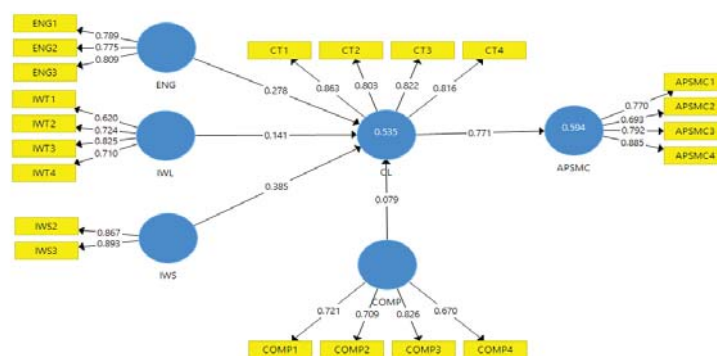 ENG1
ENG2
ENG3
0.789
0.775
0.809
ENG
0.278
IWT1
IWT2
IWT3
IWT4
0.620
0.724
0.825
0.710
IWL
0.141
IWS2
IWS3
0.867
0.893
IWS
0.385
CT1 CT2 CT3 CT4
0.863 0.803 0.822 0.816
0.535
CL
0.771
0.594
APSMC
0.770
0.693
0.792
0.885
APSMC1
APSMC2
APSMC3
APSMC4
0.079
COMP
0.721 0.709 0.826 0.670
COMP1 COMP2 COMP3 COMP4